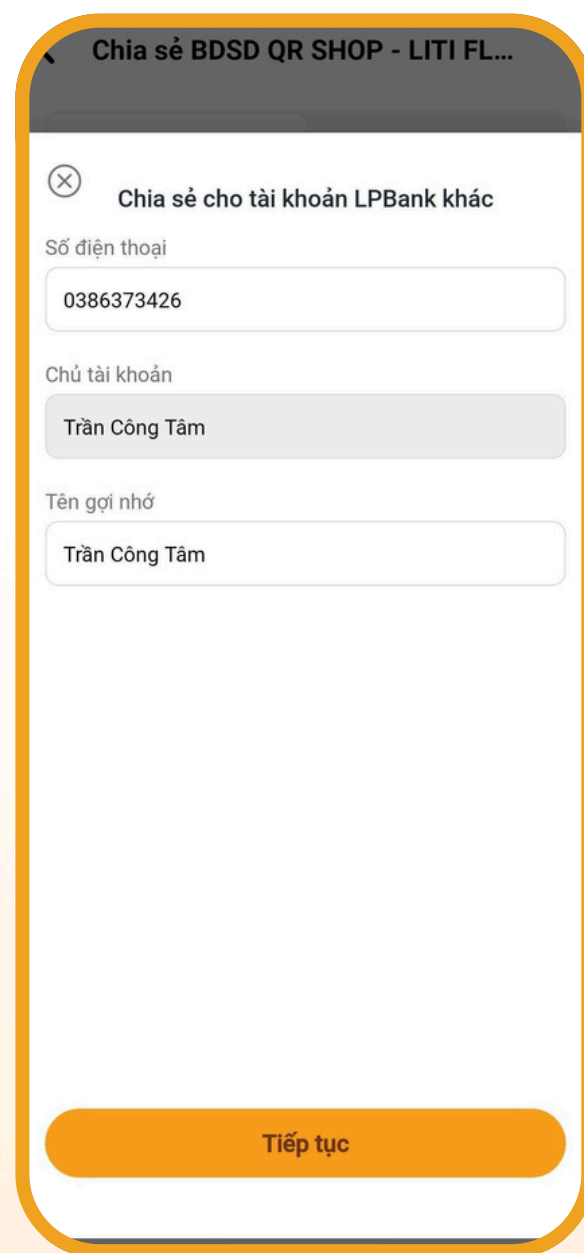 Chia sẻ BDSD QR SHOP - LITI FL...
Chia sẻ cho tài khoản LPBank khác
Số điện thoại
0386373426
Chủ tài khoản
Trần Công Tâm
Tên gợi nhớ
Trần Công Tâm
Tiếp tục